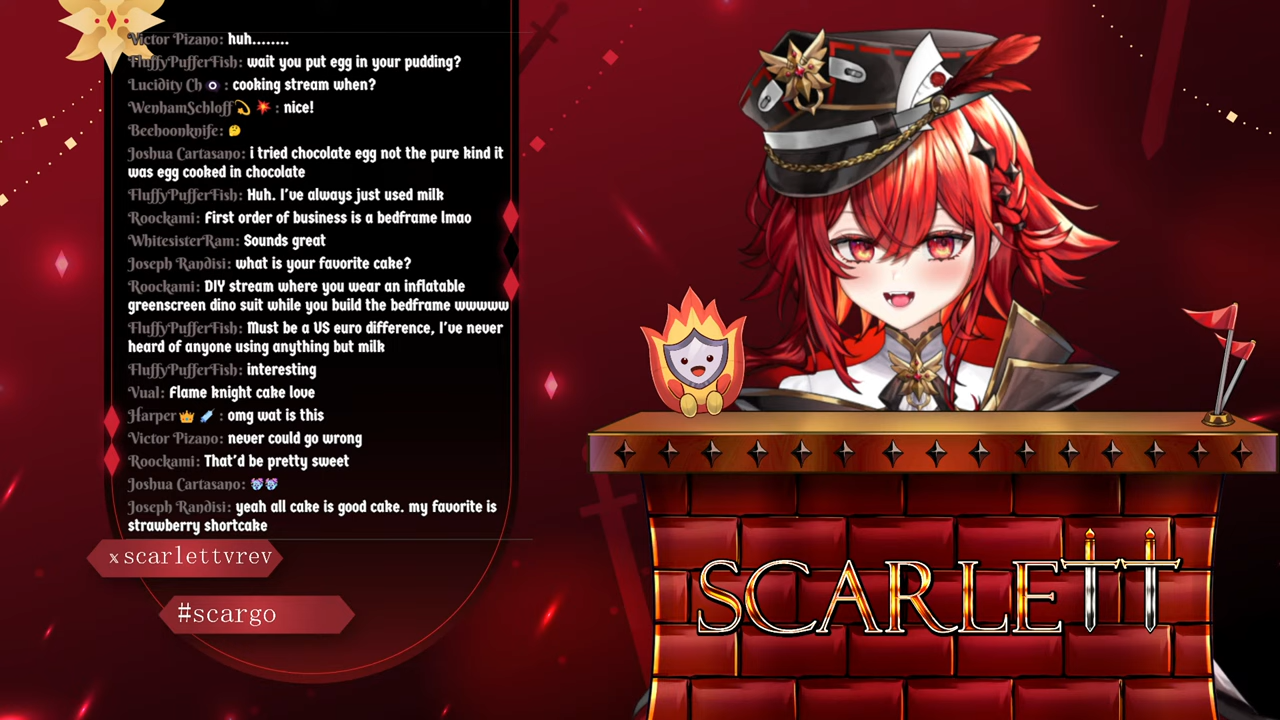 Victor Pizano: huh........
FluffyPufferFish: wait you put egg in your pudding?
Lucidity Ch : cooking stream when?
WenhamSchloff💫 💥 : nice!
Beehoonknife: 🤔
Joshua Cartasano: i tried chocolate egg not the pure kind it
was egg cooked in chocolate
FluffyPufferFish: Huh. I've always just used milk
Roockami: First order of business is a bedframe lmao
WhitesisterRam: Sounds great
Joseph Randisi: what is your favorite cake?
Roockami: DIY stream where you wear an inflatable
greenscreen dino suit while you build the bedframe wwwww
FluffyPufferFish: Must be a US euro difference, I've never
heard of anyone using anything but milk
FluffyPufferFish: interesting
Vual: Flame knight cake love
Harper 👑 💉 : omg wat is this
Victor Pizano: never could go wrong
Roockami: That'd be pretty sweet
Joshua Cartasano:
Joseph Randisi: yeah all cake is good cake. my favorite is
strawberry shortcake
x scarlettvrev
#scargo
SCARLETT